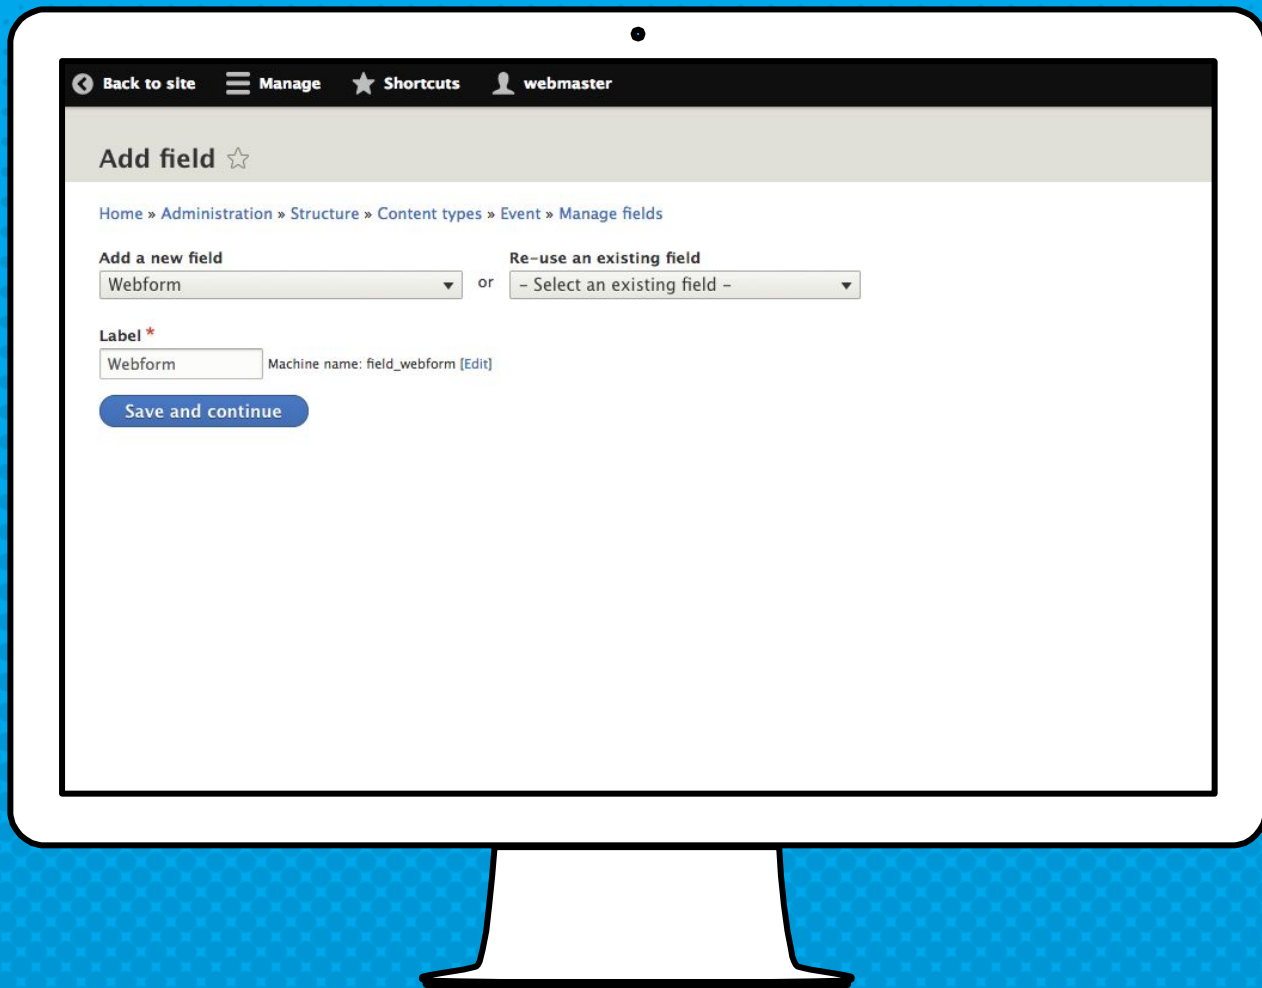 Back to site Manage Shortcuts webmaster
Add field
Home » Administration » Structure » Content types » Event » Manage fields
Add a new field Re-use an existing field
Webform or - Select an existing field -
Label *
Webform Machine name: field_webform [Edit]
Save and continue